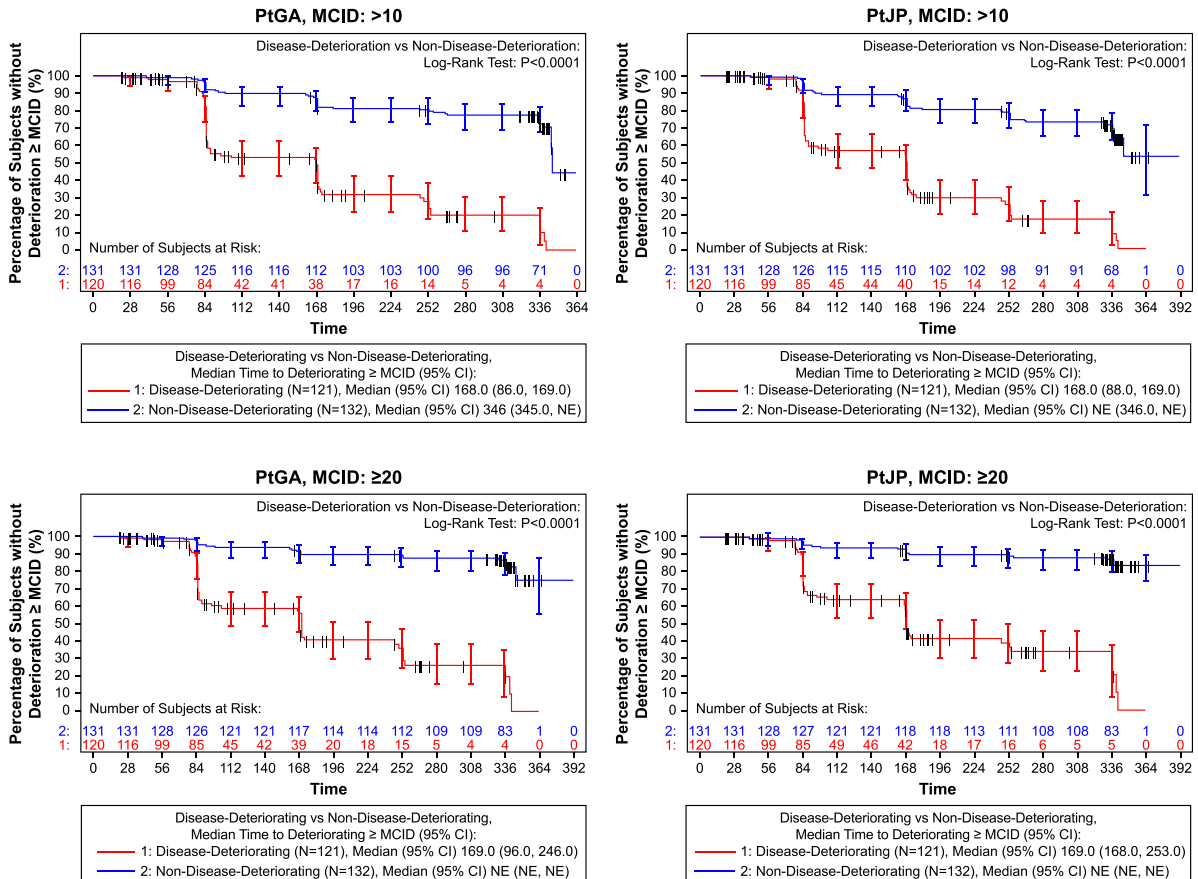 PtGA, MCID: >10
Percentage of Subjects without
Deterioration ≥ MCID (%)
Disease-Deterioration vs Non-Disease-Deterioration:
Log-Rank Test: P<0.0001
100
90
80
70
60
50
40
30
20
10
0
Number of Subjects at Risk:
2: 131 131 128 125 116 116 112 103 103 100 96 96 71 0
1: 120 116 99 84 42 41 38 17 16 14 5 4 4 0
0 28 56 84 112 140 168 196 224 252 280 308 336 364
Time
Disease-Deteriorating vs Non-Disease-Deteriorating,
Median Time to Deteriorating ≥ MCID (95% CI):
1: Disease-Deteriorating (N=121), Median (95% CI) 168.0 (86.0, 169.0)
2: Non-Disease-Deteriorating (N=132), Median (95% CI) 346 (345.0, NE)
PtJP, MCID: >10
Percentage of Subjects without
Deterioration ≥ MCID (%)
Disease-Deterioration vs Non-Disease-Deterioration:
Log-Rank Test: P<0.0001
100
90
80
70
60
50
40
30
20
10
0
Number of Subjects at Risk:
2: 131 131 128 126 115 115 110 102 102 98 91 91 68 1 0
1: 120 116 99 85 45 44 40 15 14 12 4 4 4 0 0
0 28 56 84 112 140 168 196 224 252 280 308 336 364 392
Time
Disease-Deteriorating vs Non-Disease-Deteriorating,
Median Time to Deteriorating ≥ MCID (95% CI):
1: Disease-Deteriorating (N=121), Median (95% CI) 168.0 (88.0, 169.0)
2: Non-Disease-Deteriorating (N=132), Median (95% CI) NE (346.0, NE)
PtGA, MCID: ≥20
Percentage of Subjects without
Deterioration ≥ MCID (%)
Disease-Deterioration vs Non-Disease-Deterioration:
Log-Rank Test: P<0.0001
100
90
80
70
60
50
40
30
20
10
0
Number of Subjects at Risk:
2: 131 131 128 126 121 121 117 114 114 112 109 109 83 1 0
1: 120 116 99 85 45 42 39 20 18 15 5 4 4 0 0
0 28 56 84 112 140 168 196 224 252 280 308 336 364 392
Time
Disease-Deteriorating vs Non-Disease-Deteriorating,
Median Time to Deteriorating ≥ MCID (95% CI):
1: Disease-Deteriorating (N=121), Median (95% CI) 169.0 (96.0, 246.0)
2: Non-Disease-Deteriorating (N=132), Median (95% CI) NE (NE, NE)
PtJP, MCID: ≥20
Percentage of Subjects without
Deterioration ≥ MCID (%)
Disease-Deterioration vs Non-Disease-Deterioration:
Log-Rank Test: P<0.0001
100
90
80
70
60
50
40
30
20
10
0
Number of Subjects at Risk:
2: 131 131 128 127 121 121 118 118 113 111 108 108 83 1 0
1: 120 116 99 85 49 46 42 18 17 16 6 5 5 0 0
0 28 56 84 112 140 168 196 224 252 280 308 336 364 392
Time
Disease-Deteriorating vs Non-Disease-Deteriorating,
Median Time to Deteriorating ≥ MCID (95% CI):
1: Disease-Deteriorating (N=121), Median (95% CI) 169.0 (168.0, 253.0)
2: Non-Disease-Deteriorating (N=132), Median (95% CI) NE (NE, NE)